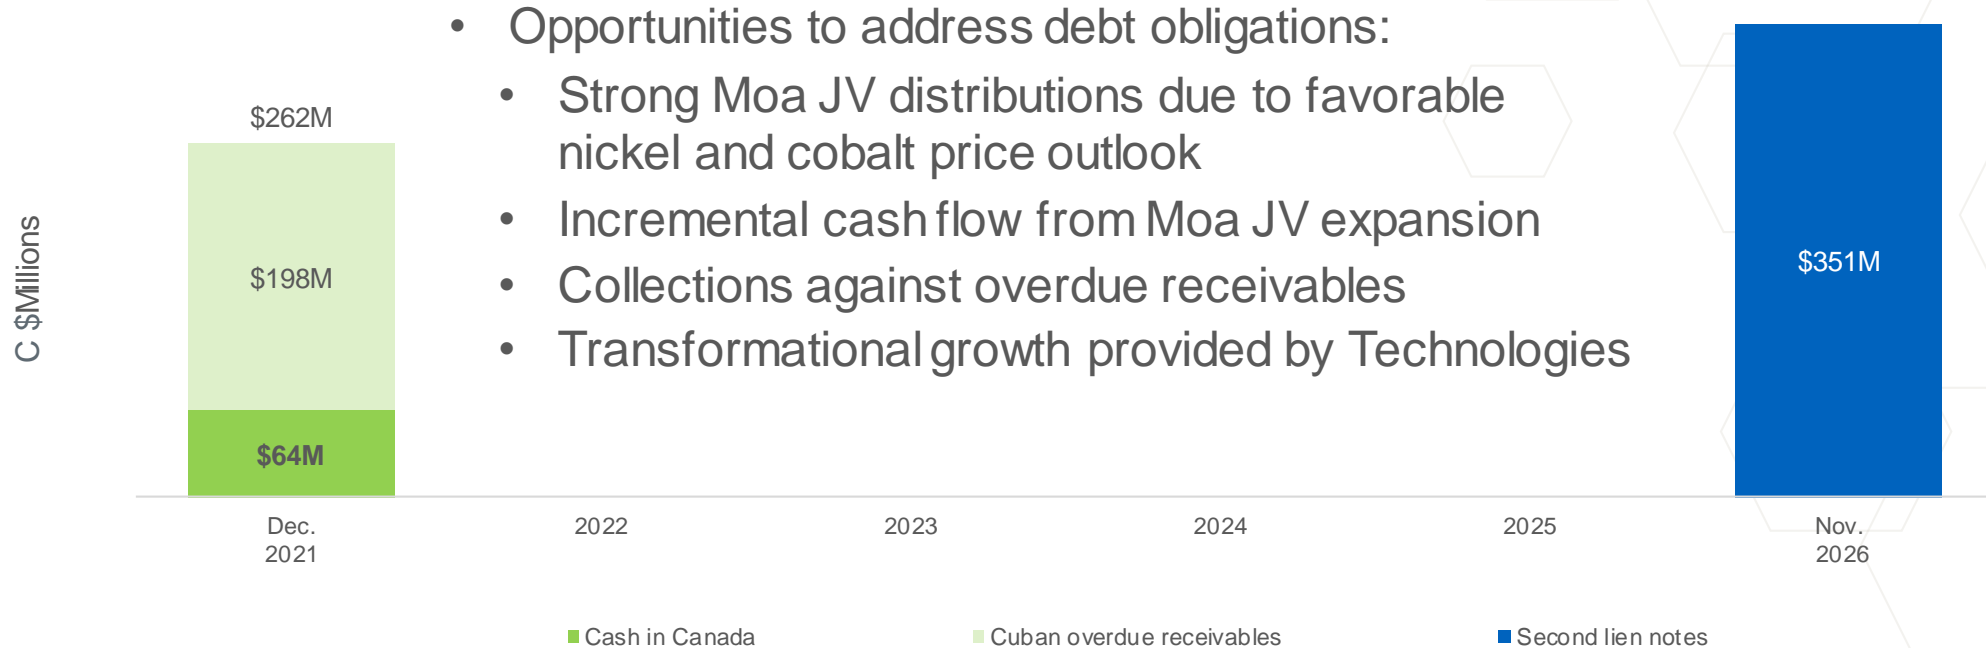 • Opportunities to address debt obligations:
• Strong Moa JV distributions due to favorable
nickel and cobalt price outlook
• Incremental cash flow from Moa JV expansion
• Collections against overdue receivables
• Transformational growth provided by Technologies
C $Millions
$262M
$198M
$64M
$351M
Dec.
2021
2022
2023
2024
2025
Nov.
2026
Cash in Canada
Cuban overdue receivables
Second lien notes